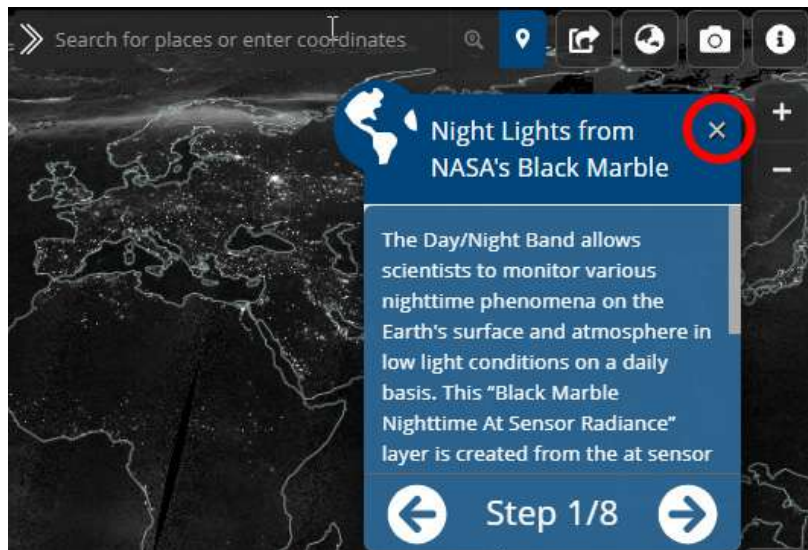 Search for places or enter coordinates
Night Lights from
NASA's Black Marble
The Day/Night Band allows
scientists to monitor various
nighttime phenomena on the
Earth's surface and atmosphere in
low light conditions on a daily
basis. This “Black Marble
Nighttime At Sensor Radiance”
layer is created from the at sensor
Step 1/8